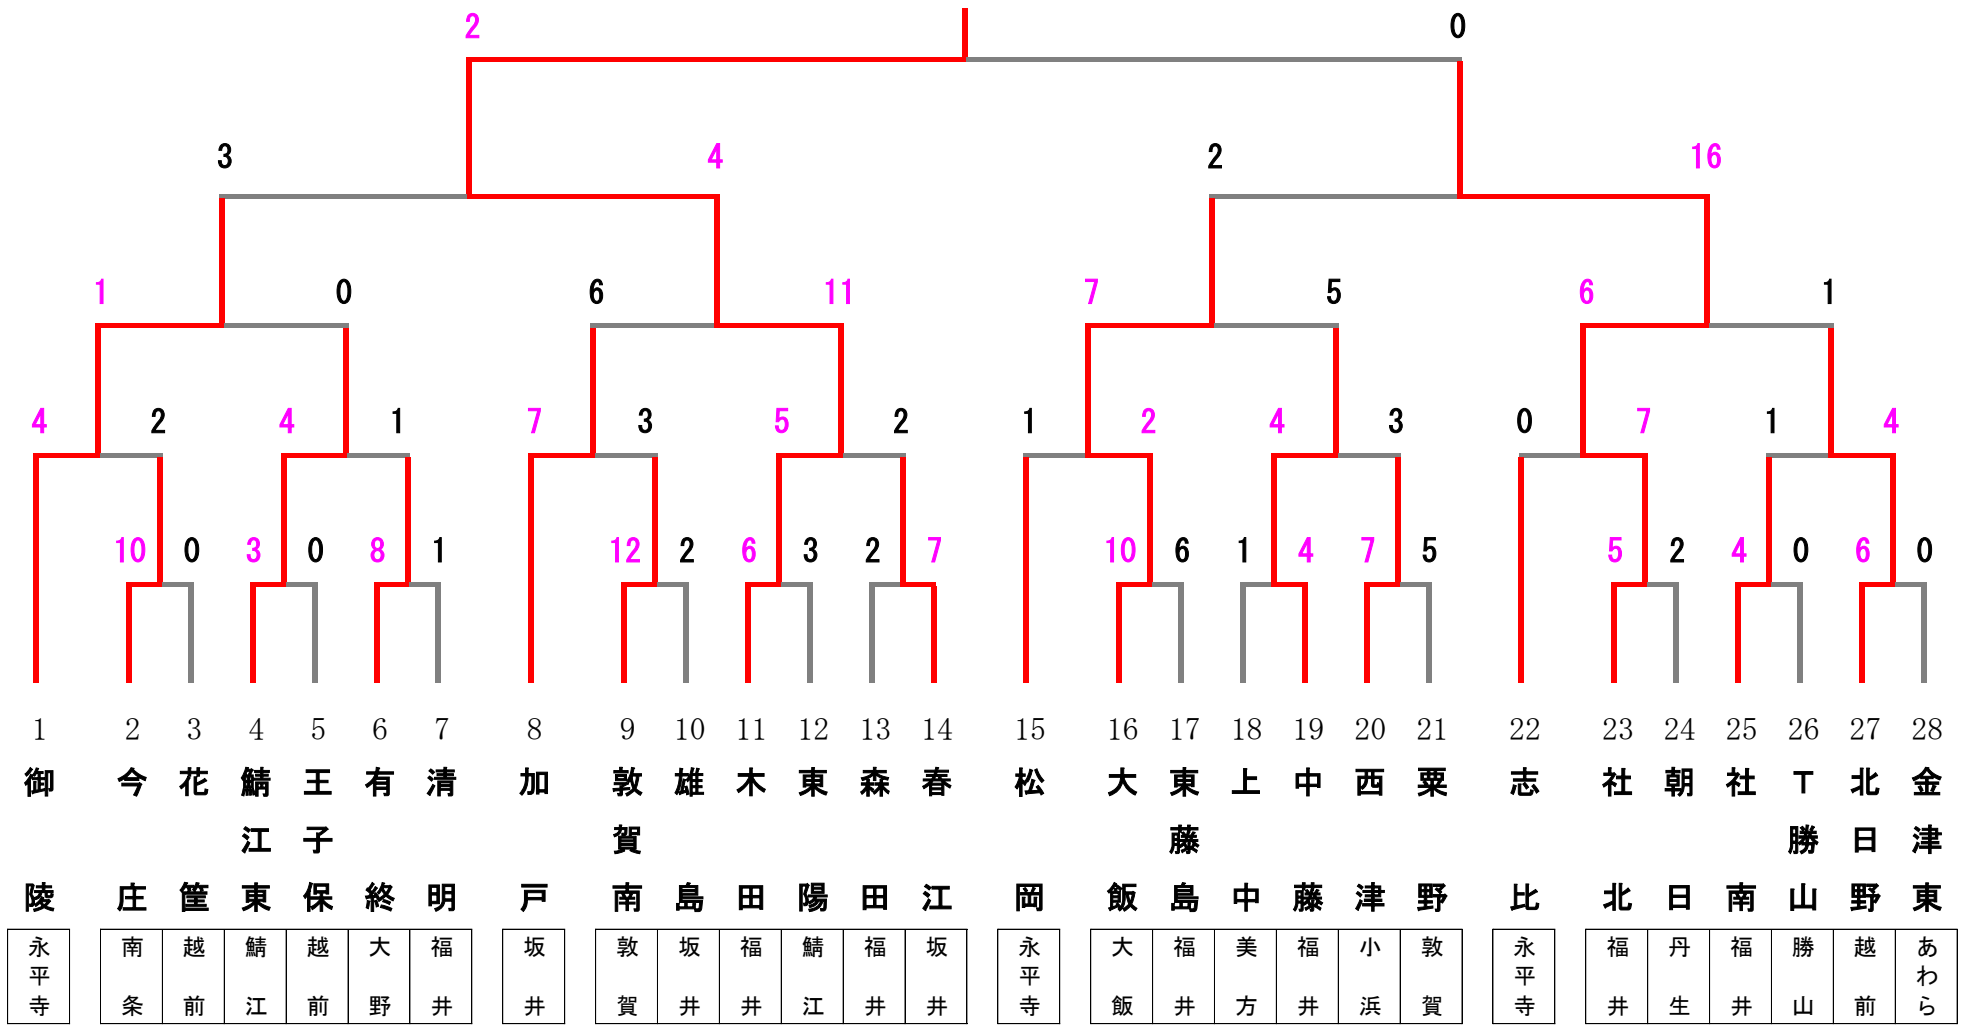 2 0
3 4 2 16
1 0 6 11 7 5 6 1
4 2 4 1 7 3 5 2 1 2 4 3 0 7 1 4
10 0 3 0 8 1 12 2 6 3 2 7 10 6 1 4 7 5 5 2 4 0 6 0
1 2 3 4 5 6 7 8 9 10 11 12 13 14 15 16 17 18 19 20 21 22 23 24 25 26 27 28
御陵
今庄
花筐
鯖江東
王子保
有終
清明
加戸
敦賀南
雄島
木田
東陽
森田
春江
松岡
大飯
東藤島
上中
中藤
西津
粟野
志比
社北
朝日
社南
T勝山
北日野
金津東
永平寺
南条
越前
鯖江
越前
大野
福井
坂井
敦賀
坂井
福井
鯖江
福井
坂井
永平寺
大飯
福井
美方
福井
小浜
敦賀
永平寺
福井
丹生
福井
勝山
越前
あわら